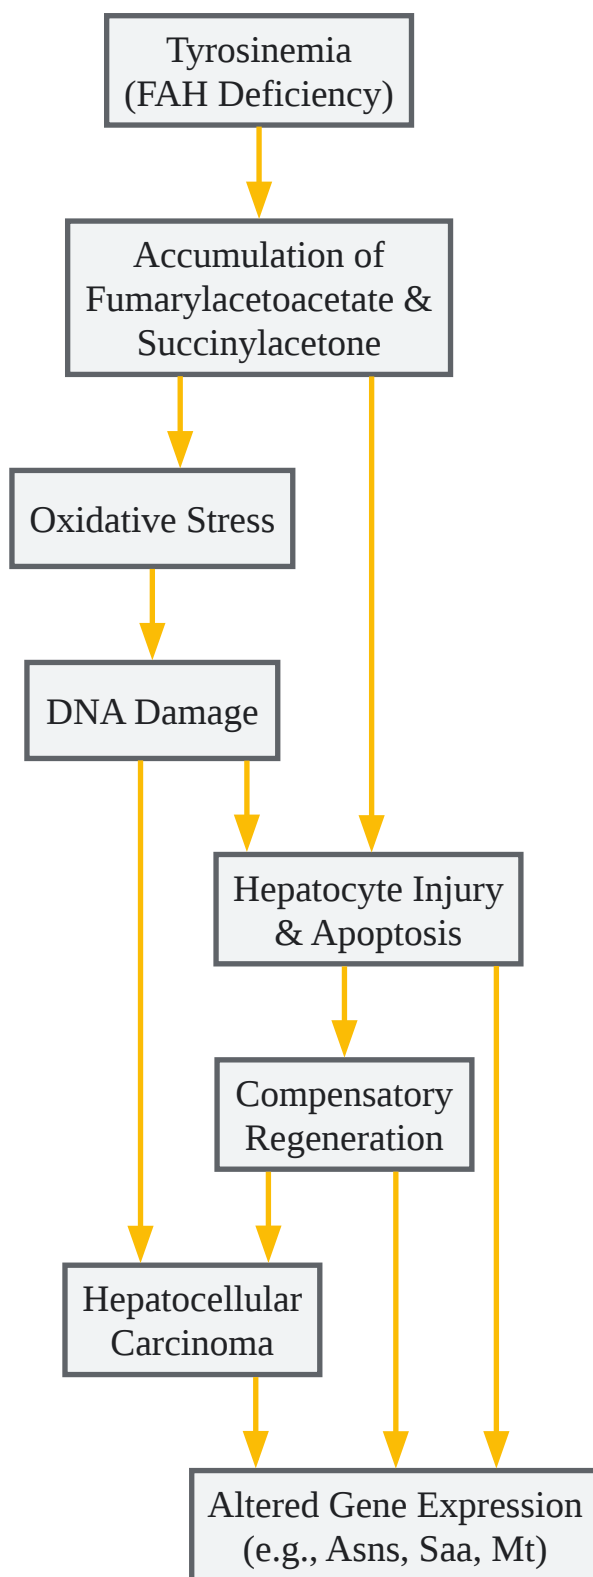 Tyrosinemia
(FAH Deficiency)
Accumulation of
Fumarylacetoacetate &
Succinylacetone
Oxidative Stress
DNA Damage
Hepatocyte Injury
& Apoptosis
Compensatory
Regeneration
Hepatocellular
Carcinoma
Altered Gene Expression
(e.g., Asns, Saa, Mt)